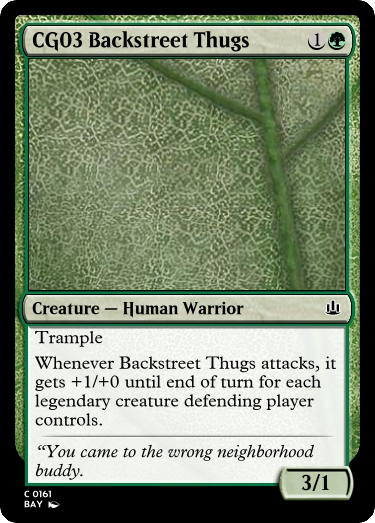 CG03 Backstreet Thugs 1
Creature — Human Warrior
Trample
Whenever Backstreet Thugs attacks, it
gets +1/+0 until end of turn for each
legendary creature defending player
controls.
“You came to the wrong neighborhood
buddy.
3/1
C 0161
BAY